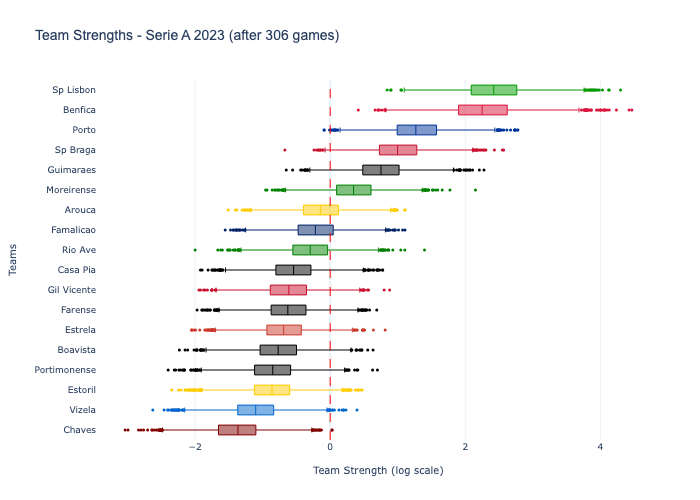 Team Strengths - Serie A 2023 (after 306 games)
Sp Lisbon
Benfica
Porto
Sp Braga
Guimaraes
Moreirense
Arouca
Famalicao
Rio Ave
Casa Pia
Gil Vicente
Farense
Estrela
Boavista
Portimonense
Estoril
Vizela
Chaves
Teams
−2 0 2 4
Team Strength (log scale)